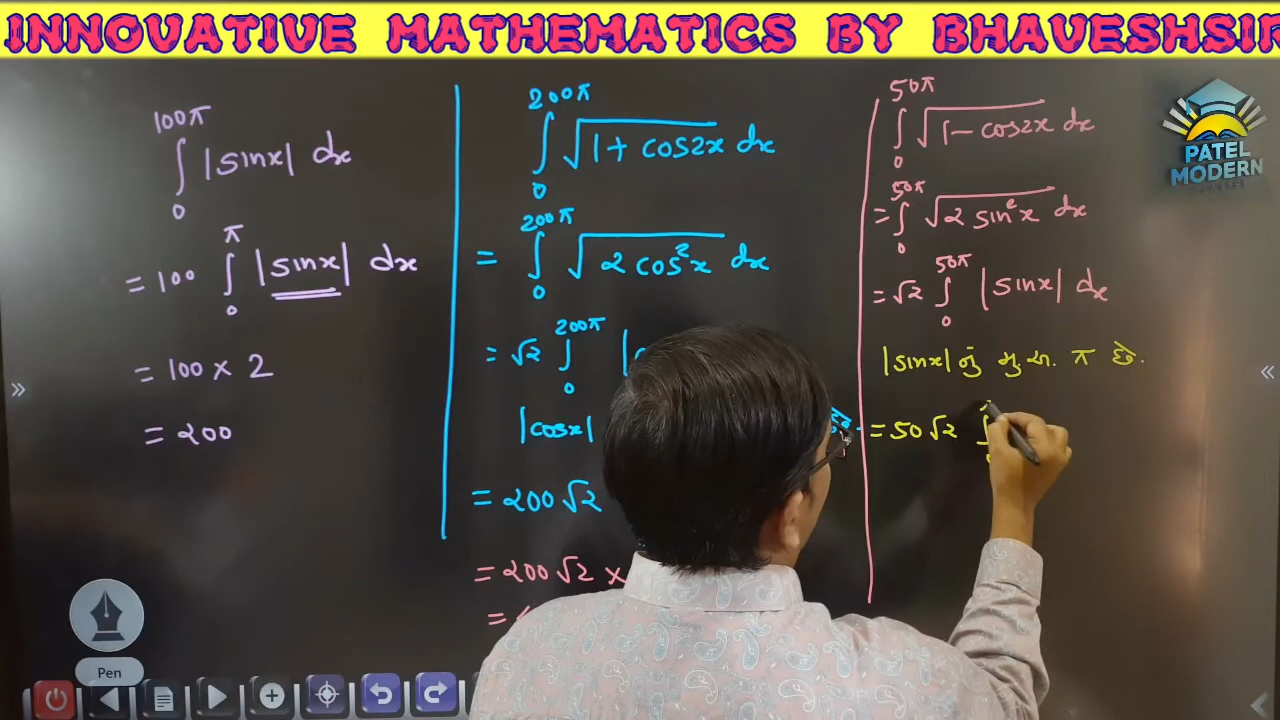 INNOVATIVE MATHEMATICS BY BHAVESHSIR
100π
∫ |sinx| dx
0
π
= 100 ∫ |sinx| dx
0
= 100 × 2
= 200
200π
∫ √1 + cos2x dx
0
200π
= ∫ √2 cos²x dx
0
200π
= √2 ∫
0
|cosx|
= 200√2
= 200√2 ×
=
50π
∫ √1 - cos2x dx
0
50π
= ∫ √2 sin²x dx
0
50π
= √2 ∫ |sinx| dx
0
|sinx| નું મુ.આ. π છે.
= 50√2 ∫
PATEL
MODERN
Pen